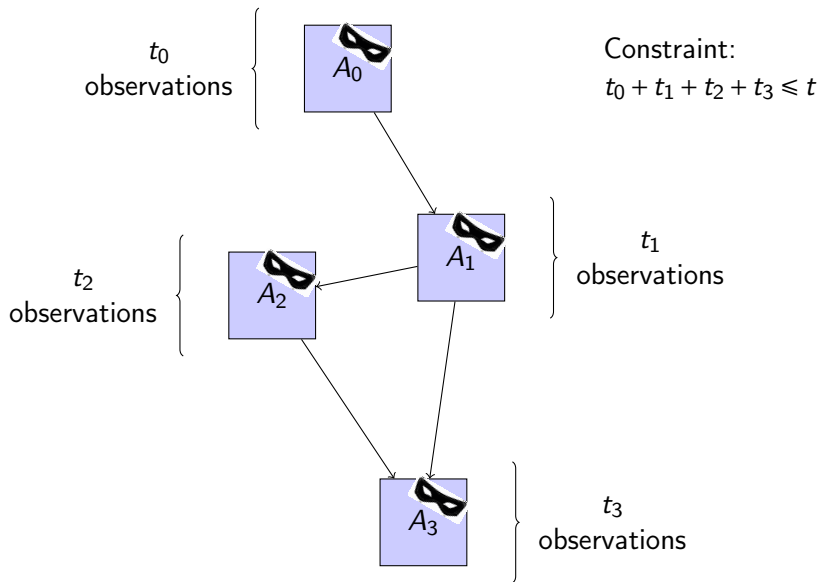 t₀
observations
A₀
Constraint:
t₀ + t₁ + t₂ + t₃ ⩽ t
A₁
t₁
observations
t₂
observations
A₂
A₃
t₃
observations